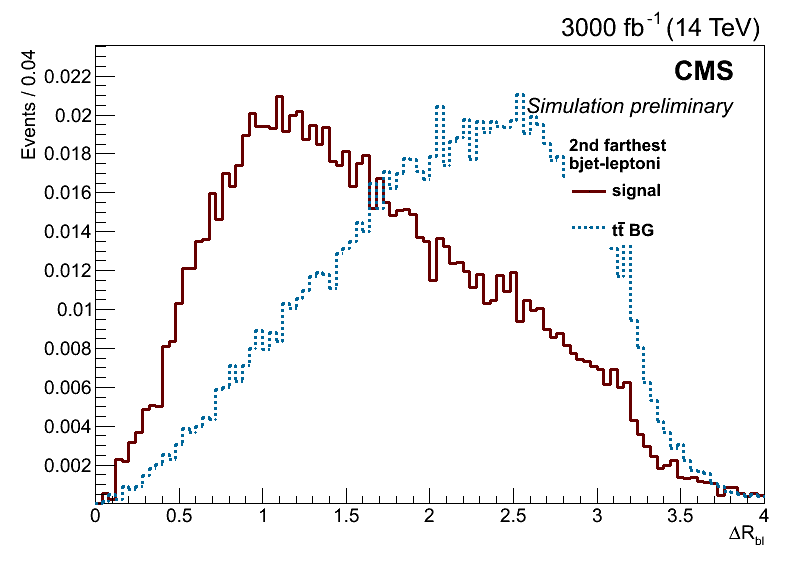 3000 fb⁻¹ (14 TeV)
Events / 0.04
CMS
Simulation preliminary
2nd farthest
bjet-leptoni
signal
tt̄ BG
0.022
0.02
0.018
0.016
0.014
0.012
0.01
0.008
0.006
0.004
0.002
0 0.5 1 1.5 2 2.5 3 3.5 4
ΔR_bl